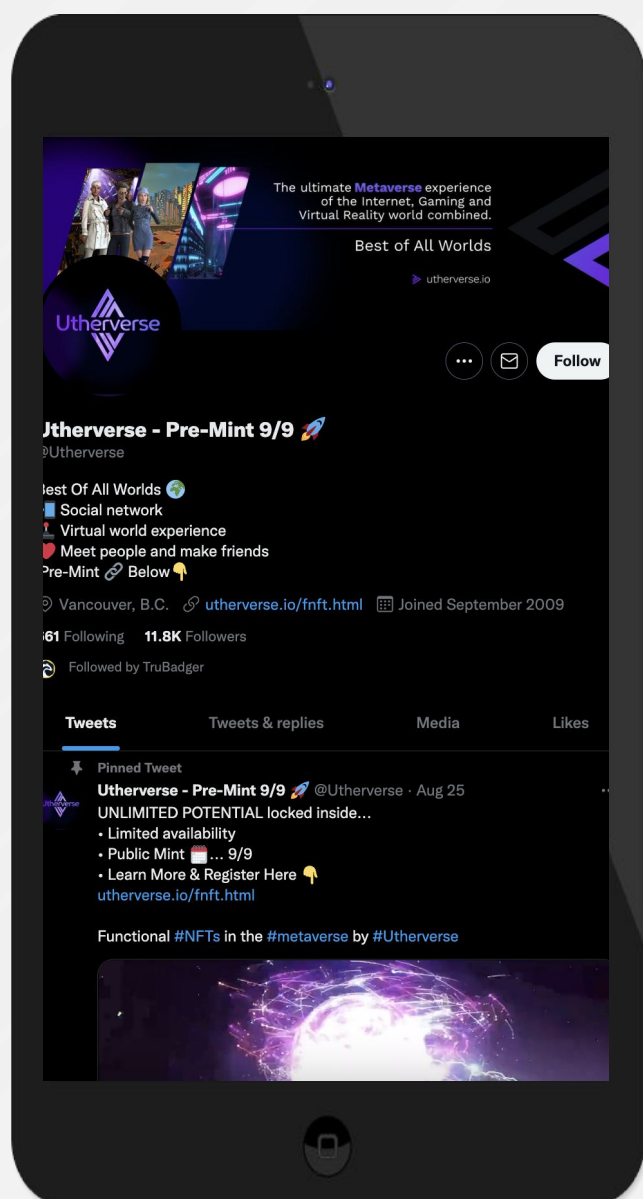 The ultimate Metaverse experience
of the Internet, Gaming and
Virtual Reality world combined.
Best of All Worlds
utherverse.io
Utherverse
Follow
Utherverse - Pre-Mint 9/9 🚀
@Utherverse
Best Of All Worlds 🌍
📲 Social network
🕹️ Virtual world experience
❤️ Meet people and make friends
Pre-Mint 🔗 Below👇
Vancouver, B.C. utherverse.io/fnft.html Joined September 2009
61 Following 11.8K Followers
Followed by TruBadger
Tweets Tweets & replies Media Likes
Pinned Tweet
Utherverse - Pre-Mint 9/9 🚀 @Utherverse · Aug 25
UNLIMITED POTENTIAL locked inside...
• Limited availability
• Public Mint 🗓️... 9/9
• Learn More & Register Here 👇
utherverse.io/fnft.html
Functional #NFTs in the #metaverse by #Utherverse
Utherverse